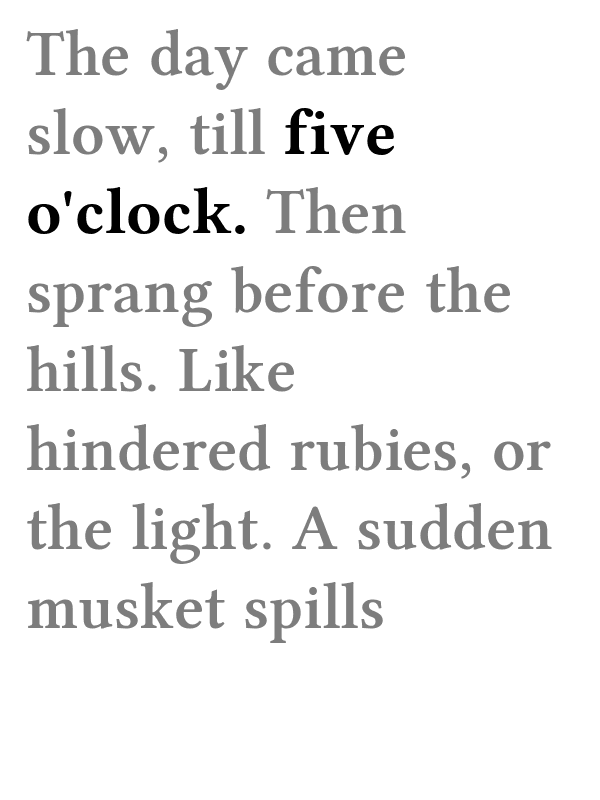 The day came
slow, till five
o'clock. Then
sprang before the
hills. Like
hindered rubies, or
the light. A sudden
musket spills